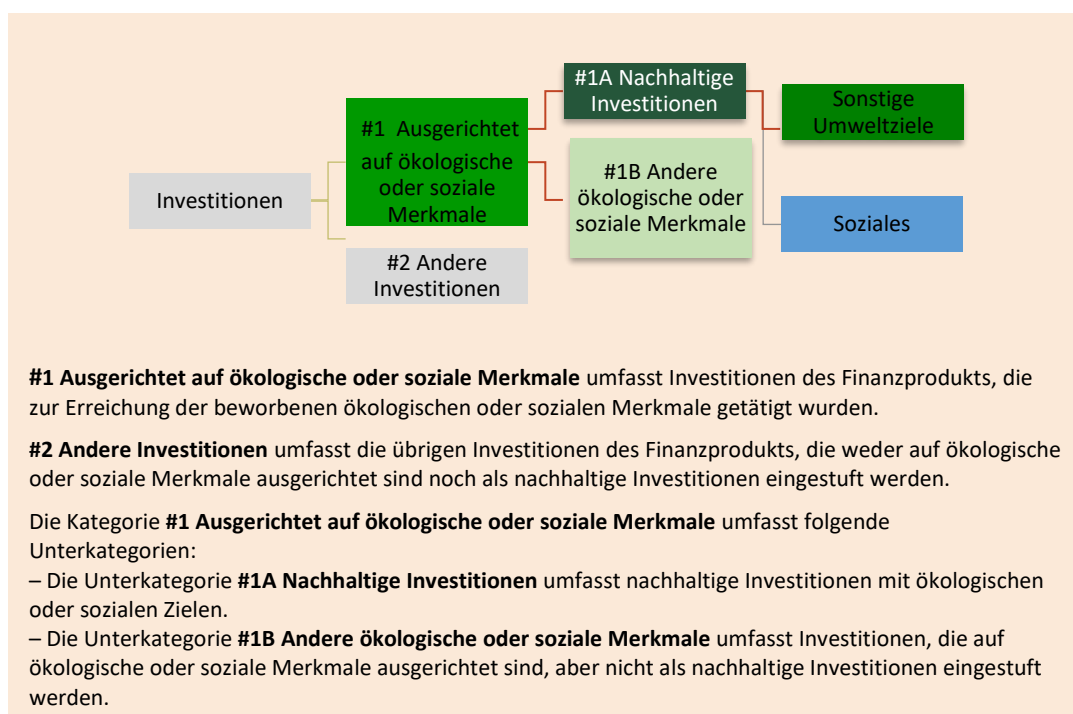 Investitionen
#1 Ausgerichtet
auf ökologische
oder soziale
Merkmale
#2 Andere
Investitionen
#1A Nachhaltige
Investitionen
#1B Andere
ökologische oder
soziale Merkmale
Sonstige
Umweltziele
Soziales
#1 Ausgerichtet auf ökologische oder soziale Merkmale umfasst Investitionen des Finanzprodukts, die
zur Erreichung der beworbenen ökologischen oder sozialen Merkmale getätigt wurden.
#2 Andere Investitionen umfasst die übrigen Investitionen des Finanzprodukts, die weder auf ökologische
oder soziale Merkmale ausgerichtet sind noch als nachhaltige Investitionen eingestuft werden.
Die Kategorie #1 Ausgerichtet auf ökologische oder soziale Merkmale umfasst folgende
Unterkategorien:
– Die Unterkategorie #1A Nachhaltige Investitionen umfasst nachhaltige Investitionen mit ökologischen
oder sozialen Zielen.
– Die Unterkategorie #1B Andere ökologische oder soziale Merkmale umfasst Investitionen, die auf
ökologische oder soziale Merkmale ausgerichtet sind, aber nicht als nachhaltige Investitionen eingestuft
werden.